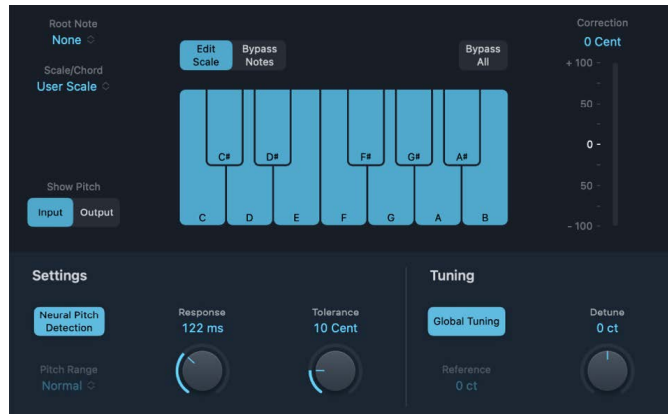 Root Note
None
Scale/Chord
User Scale
Show Pitch
Input
Output
Edit
Scale
Bypass
Notes
Bypass
All
C#
D#
F#
G#
A#
C
D
E
F
G
A
B
Correction
0 Cent
+ 100 -
-
50 -
-
0 -
-
50 -
-
- 100 -
Settings
Neural Pitch
Detection
Pitch Range
Normal
Response
122 ms
Tolerance
10 Cent
Tuning
Global Tuning
Reference
0 ct
Detune
0 ct